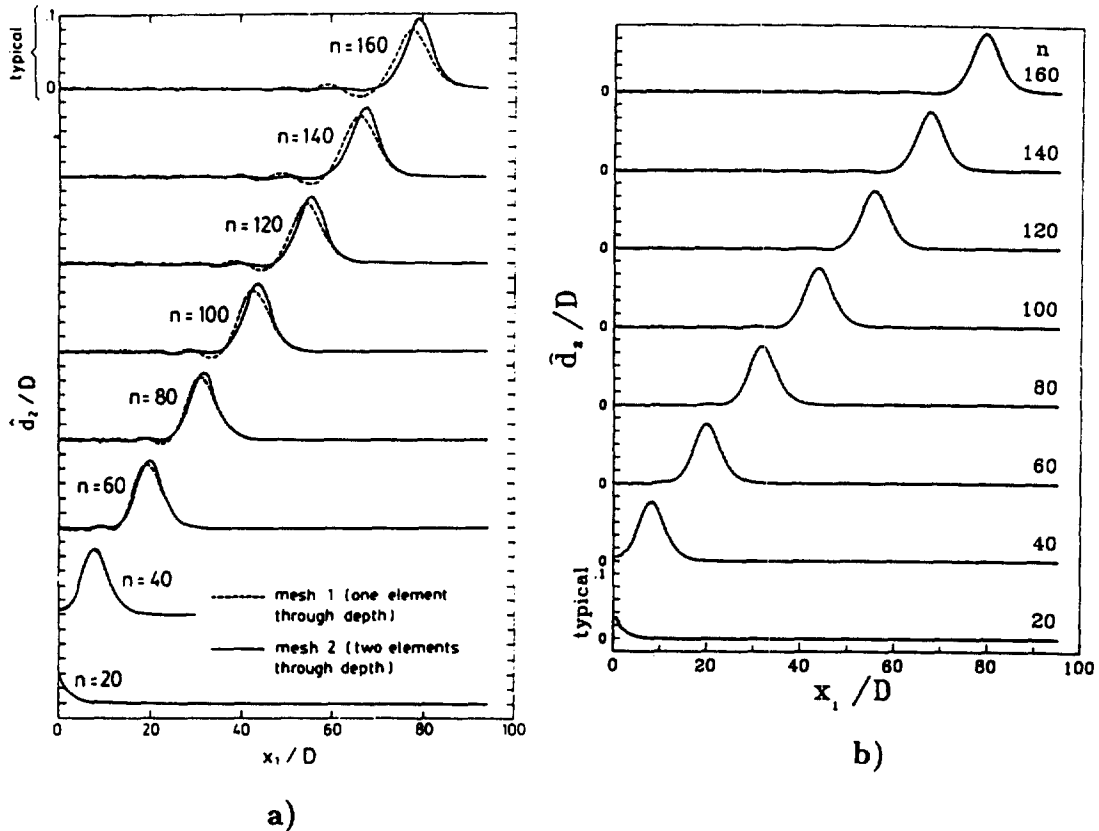 typical
.1
0
n=160
n=140
n=120
n=100
n=80
n=60
n=40
n=20
d̂₂/D
mesh 1 (one element
through depth)
mesh 2 (two elements
through depth)
0 20 40 60 80 100
x₁/D
a)
n
0 160
0 140
0 120
0 100
0 80
0 60
0 40
.1
0 20
typical
d̂₂/D
0 20 40 60 80 100
x₁/D
b)